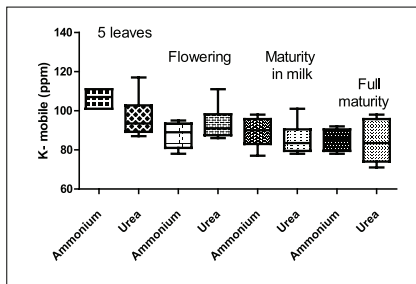 5 leaves
Flowering
Maturity
in milk
Full
maturity
K- mobile (ppm)
140
120
100
80
60
Ammonium
Urea
Ammonium
Urea
Ammonium
Urea
Ammonium
Urea